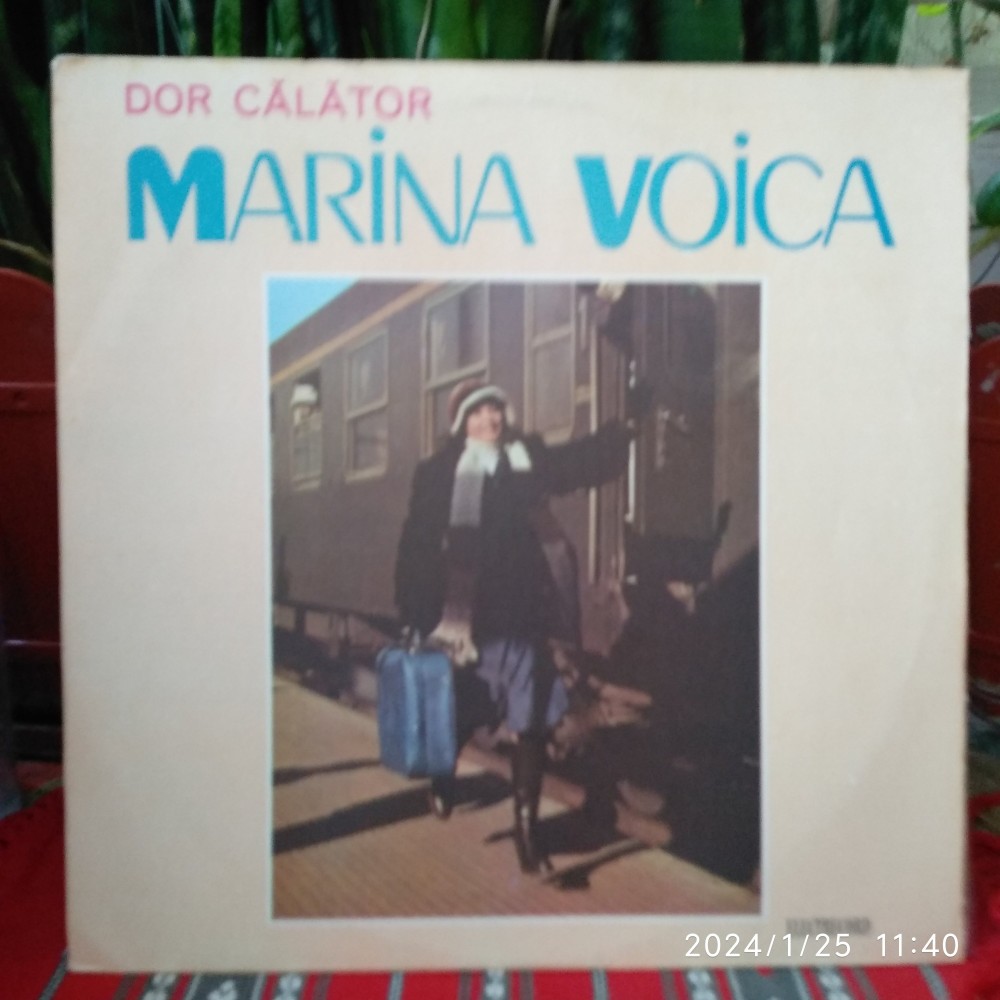 DOR CĂLĂTOR
MARINA VOICA
2024/1/25 11:40